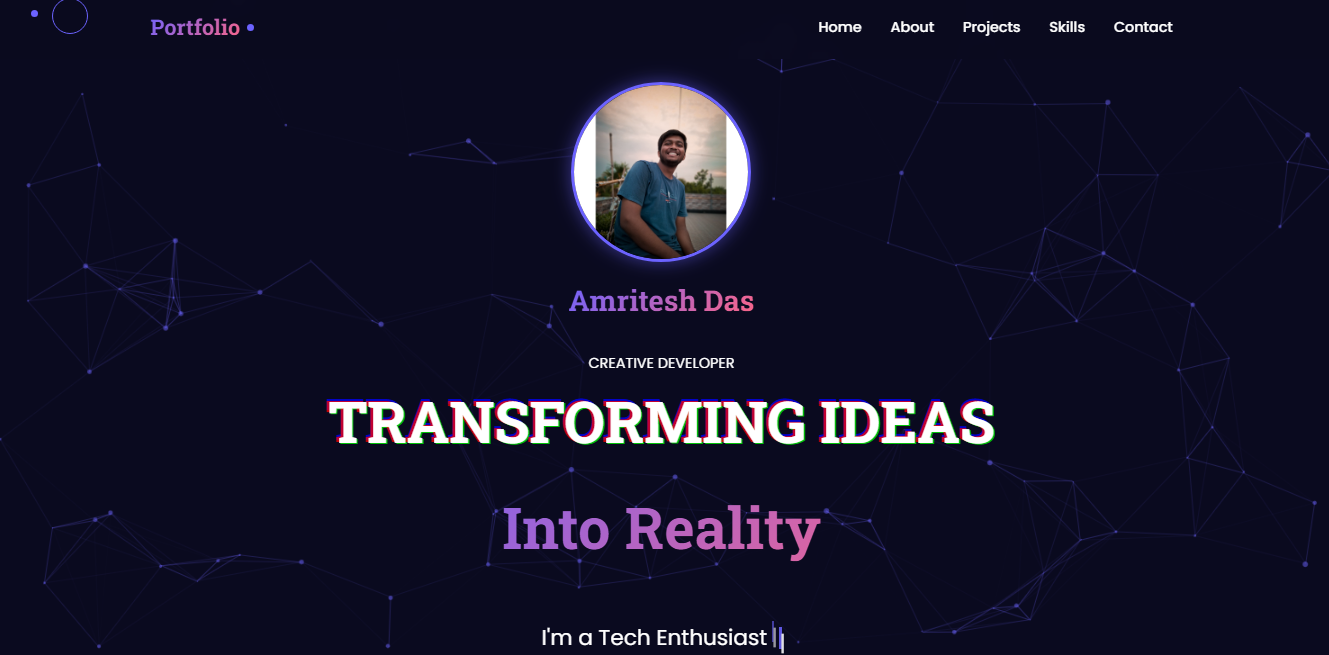 Portfolio
Home About Projects Skills Contact
Amritesh Das
CREATIVE DEVELOPER
TRANSFORMING IDEAS
Into Reality
I'm a Tech Enthusiast